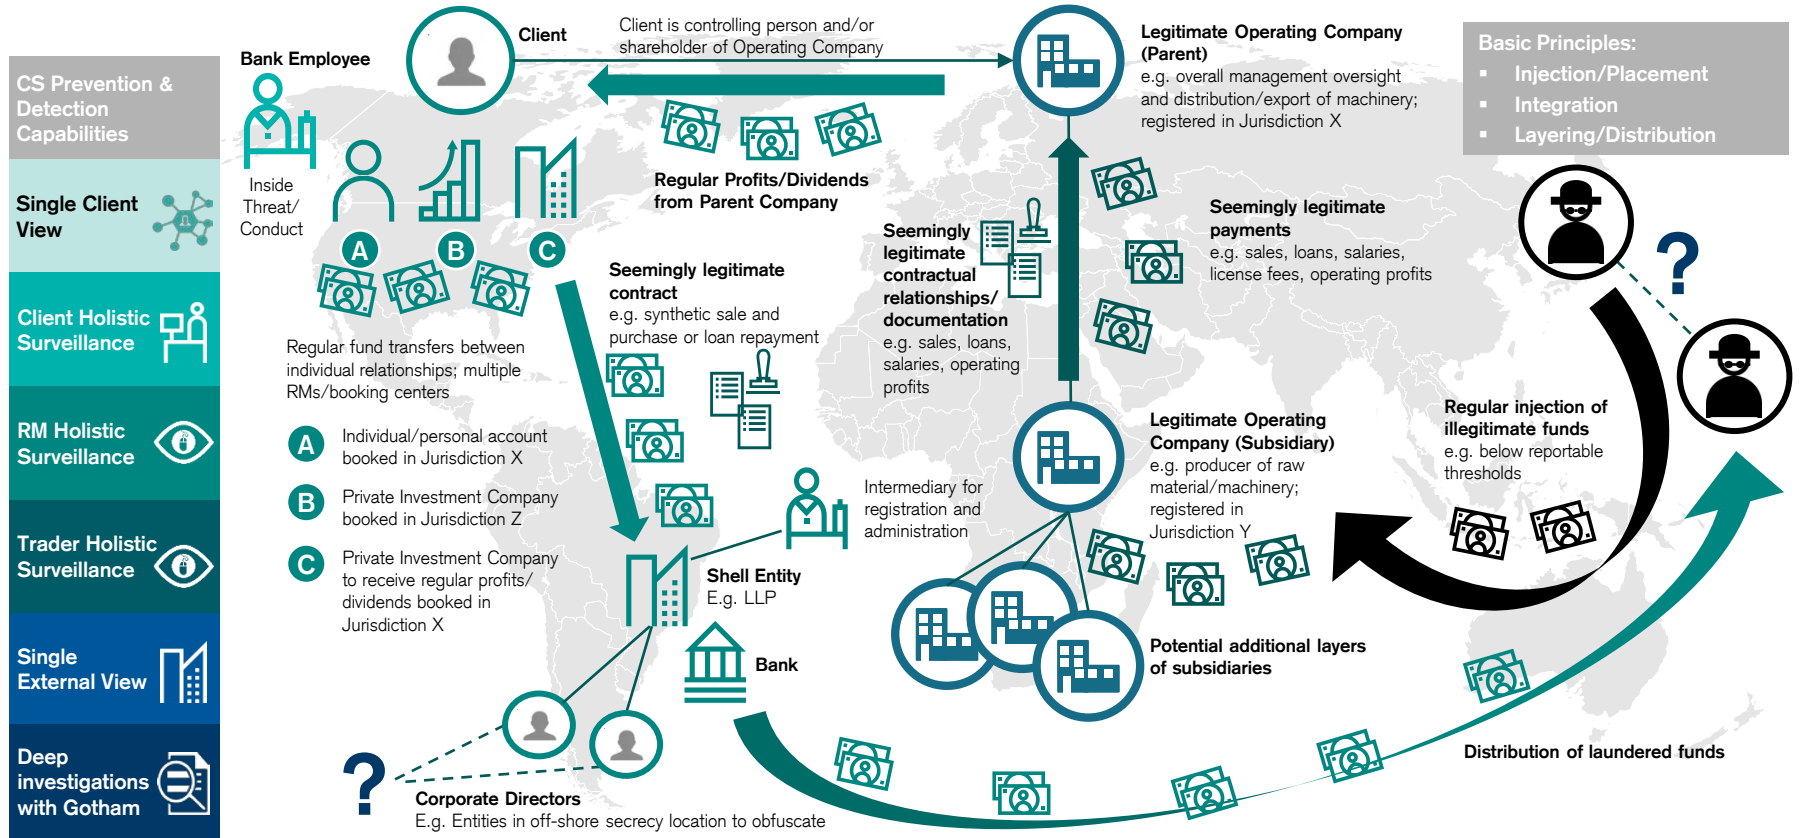 CS Prevention &
Detection
Capabilities
Single Client
View
Client Holistic
Surveillance
RM Holistic
Surveillance
Trader Holistic
Surveillance
Single
External View
Deep
investigations
with Gotham
Bank Employee
Inside
Threat/
Conduct
Client
Client is controlling person and/or
shareholder of Operating Company
Regular Profits/Dividends
from Parent Company
Legitimate Operating Company
(Parent)
e.g. overall management oversight
and distribution/export of machinery;
registered in Jurisdiction X
Basic Principles:
▪ Injection/Placement
▪ Integration
▪ Layering/Distribution
A
B
C
Regular fund transfers between
individual relationships; multiple
RMs/booking centers
A
Individual/personal account
booked in Jurisdiction X
B
Private Investment Company
booked in Jurisdiction Z
C
Private Investment Company
to receive regular profits/
dividends booked in
Jurisdiction X
Seemingly legitimate
contract
e.g. synthetic sale and
purchase or loan repayment
Seemingly
legitimate
contractual
relationships/
documentation
e.g. sales, loans,
salaries, operating
profits
Seemingly legitimate
payments
e.g. sales, loans, salaries,
license fees, operating profits
?
Regular injection of
illegitimate funds
e.g. below reportable
thresholds
Legitimate Operating
Company (Subsidiary)
e.g. producer of raw
material/machinery;
registered in
Jurisdiction Y
Intermediary for
registration and
administration
Shell Entity
E.g. LLP
Bank
Potential additional layers
of subsidiaries
Distribution of laundered funds
?
Corporate Directors
E.g. Entities in off-shore secrecy location to obfuscate